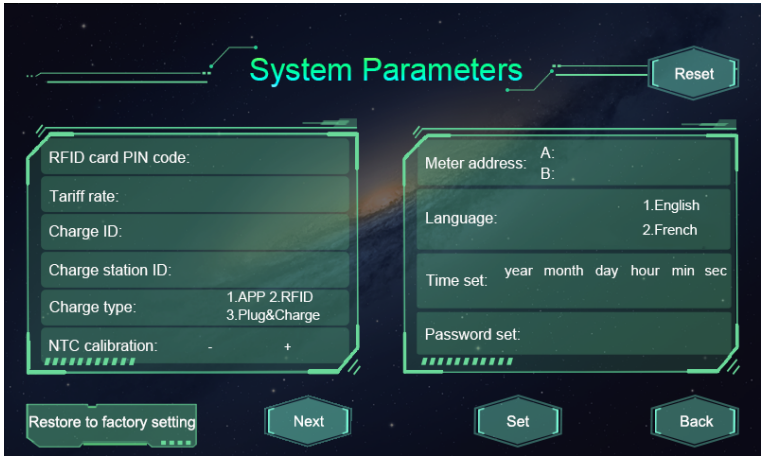 System Parameters
Reset
RFID card PIN code:
Tariff rate:
Charge ID:
Charge station ID:
Charge type: 1.APP 2.RFID
3.Plug&Charge
NTC calibration: - +
Meter address: A:
B:
Language: 1.English
2.French
Time set: year month day hour min sec
Password set:
Restore to factory setting
Next
Set
Back